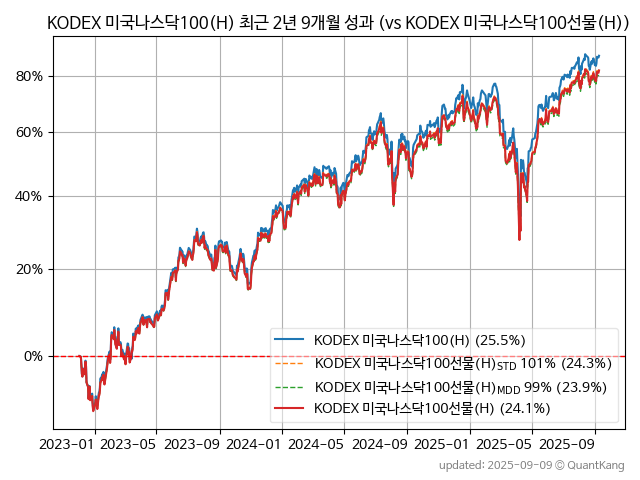 KODEX 미국나스닥100(H) 최근 2년 9개월 성과 (vs KODEX 미국나스닥100선물(H))
80%
60%
40%
20%
0%
KODEX 미국나스닥100(H) (25.5%)
KODEX 미국나스닥100선물(H)STD 101% (24.3%)
KODEX 미국나스닥100선물(H)MDD 99% (23.9%)
KODEX 미국나스닥100선물(H) (24.1%)
2023-01 2023-05 2023-09 2024-01 2024-05 2024-09 2025-01 2025-05 2025-09
updated: 2025-09-09 © QuantKang